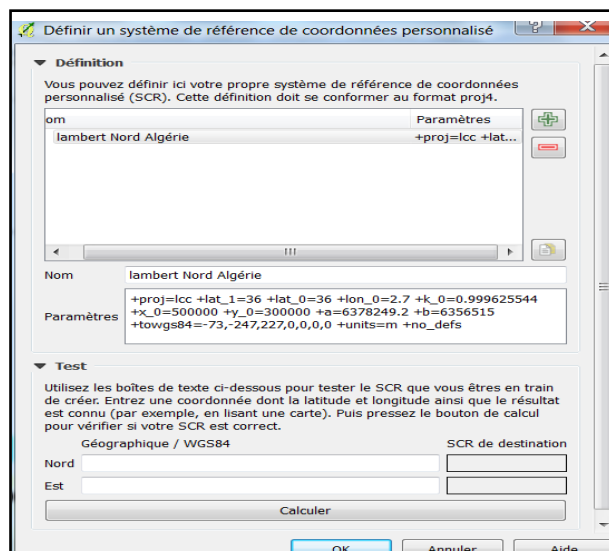 Définir un système de référence de coordonnées personnalisé
Définition
Vous pouvez définir ici votre propre système de référence de coordonnées
personnalisé (SCR). Cette définition doit se conformer au format proj4.
om Paramètres
lambert Nord Algérie +proj=lcc +lat...
Nom lambert Nord Algérie
Paramètres
+proj=lcc +lat_1=36 +lat_0=36 +lon_0=2.7 +k_0=0.999625544
+x_0=500000 +y_0=300000 +a=6378249.2 +b=6356515
+towgs84=-73,-247,227,0,0,0,0 +units=m +no_defs
Test
Utilisez les boîtes de texte ci-dessous pour tester le SCR que vous êtres en train
de créer. Entrez une coordonnée dont la latitude et longitude ainsi que le résultat
est connu (par exemple, en lisant une carte). Puis pressez le bouton de calcul
pour vérifier si votre SCR est correct.
Géographique / WGS84 SCR de destination
Nord
Est
Calculer
OK Annuler Aide